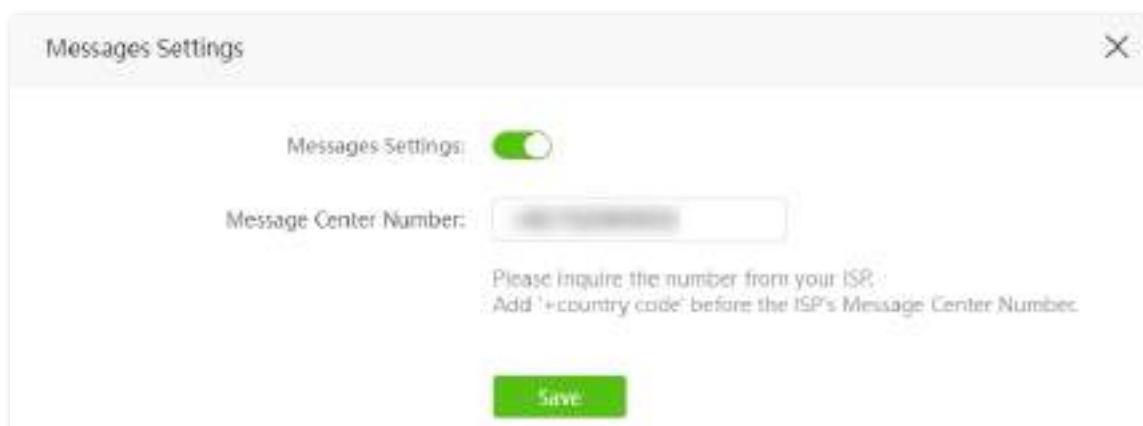 Messages Settings
Messages Settings:
Message Center Number:
Please inquire the number from your ISP.
Add '+country code' before the ISP's Message Center Number.
Save